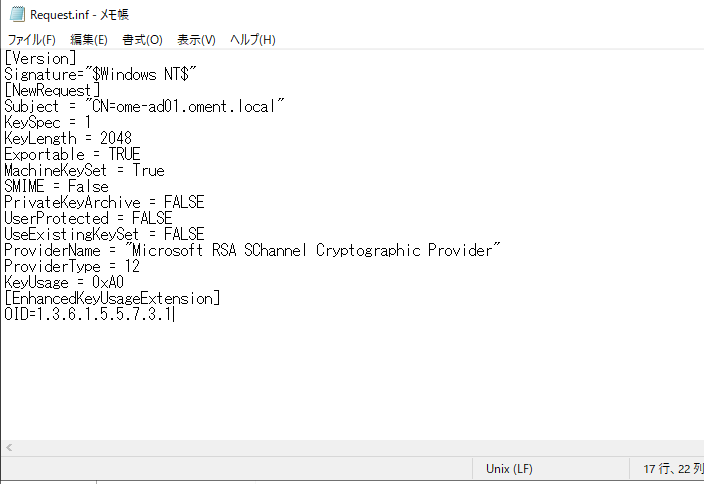 Request.inf - メモ帳
ファイル(F) 編集(E) 書式(O) 表示(V) ヘルプ(H)
[Version]
Signature="$Windows NT$"
[NewRequest]
Subject = "CN=ome-ad01.oment.local"
KeySpec = 1
KeyLength = 2048
Exportable = TRUE
MachineKeySet = True
SMIME = False
PrivateKeyArchive = FALSE
UserProtected = FALSE
UseExistingKeySet = FALSE
ProviderName = "Microsoft RSA SChannel Cryptographic Provider"
ProviderType = 12
KeyUsage = 0xA0
[EnhancedKeyUsageExtension]
OID=1.3.6.1.5.5.7.3.1
Unix (LF) 17 行、22 列